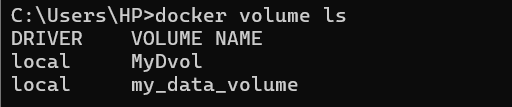 C:\Users\HP>docker volume ls
DRIVER    VOLUME NAME
local     MyDvol
local     my_data_volume